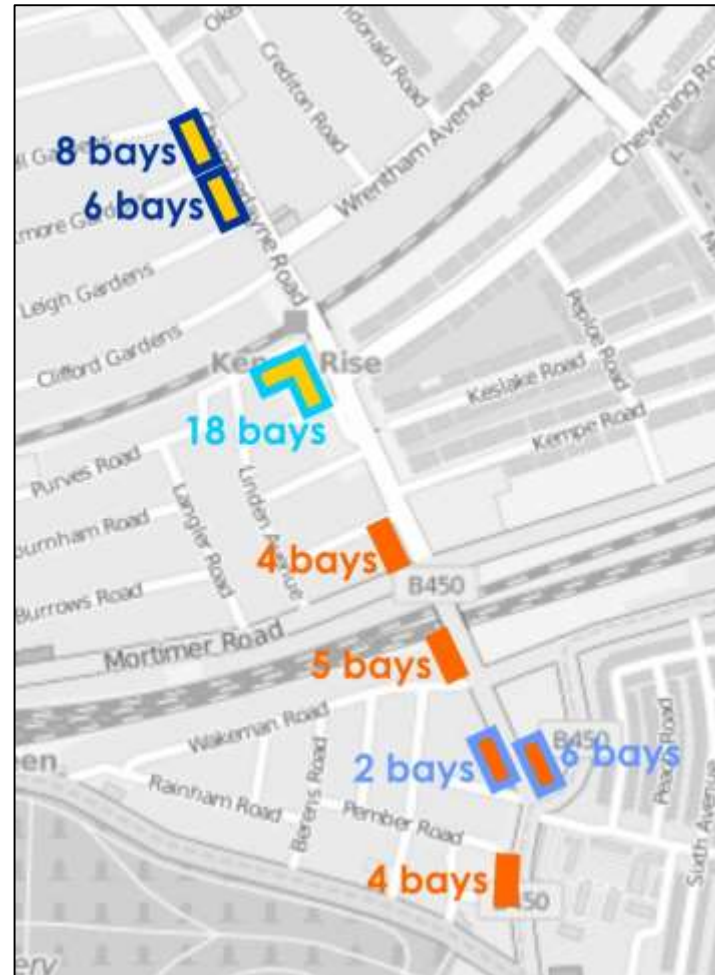 Crediton Road
Wrentham Avenue
Chevening Ro
8 bays
6 bays
Leigh Gardens
Clifford Gardens
Rise
18 bays
Peploe Road
Keslake Road
Kempe Road
Purves Road
Langler Road
Burrows Road
4 bays
B450
Mortimer Road
5 bays
Wakeman Road
B450
2 bays
6 bays
Rainham Road
Berens Road
Pember Road
Sixth Avenue
4 bays